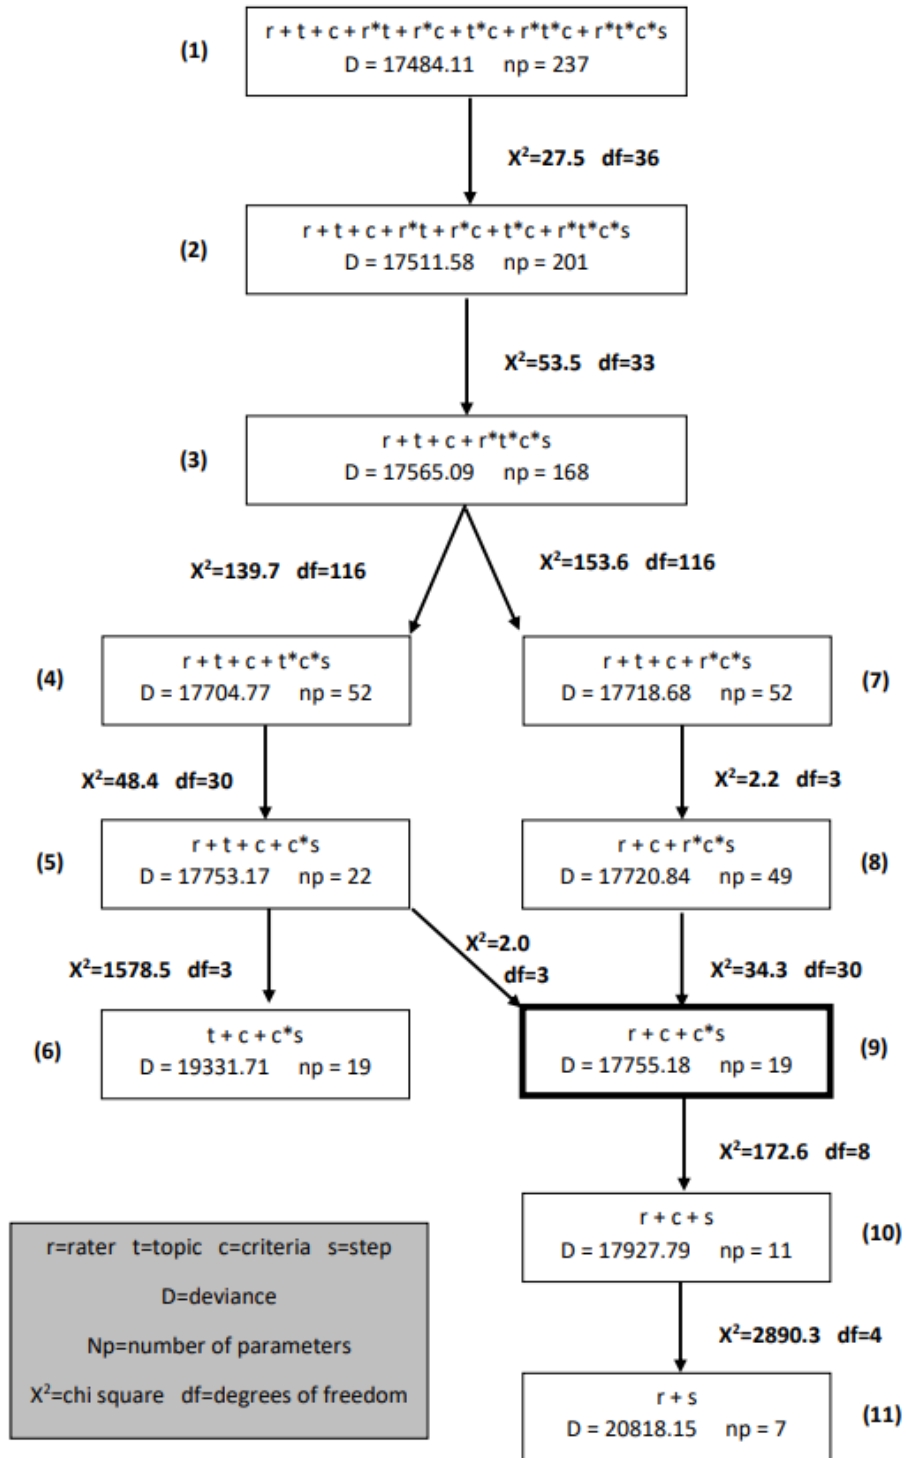 (1)
r + t + c + r*t + r*c + t*c + r*t*c + r*t*c*s
D = 17484.11 np = 237
X²=27.5 df=36
(2)
r + t + c + r*t + r*c + t*c + r*t*c*s
D = 17511.58 np = 201
X²=53.5 df=33
(3)
r + t + c + r*t*c*s
D = 17565.09 np = 168
X²=139.7 df=116
X²=153.6 df=116
(4)
r + t + c + t*c*s
D = 17704.77 np = 52
r + t + c + r*c*s
D = 17718.68 np = 52
(7)
X²=48.4 df=30
X²=2.2 df=3
(5)
r + t + c + c*s
D = 17753.17 np = 22
r + c + r*c*s
D = 17720.84 np = 49
(8)
X²=1578.5 df=3
X²=2.0
df=3
X²=34.3 df=30
(6)
t + c + c*s
D = 19331.71 np = 19
r + c + c*s
D = 17755.18 np = 19
(9)
X²=172.6 df=8
r + c + s
D = 17927.79 np = 11
(10)
X²=2890.3 df=4
r + s
D = 20818.15 np = 7
(11)
r=rater t=topic c=criteria s=step
D=deviance
Np=number of parameters
X²=chi square df=degrees of freedom